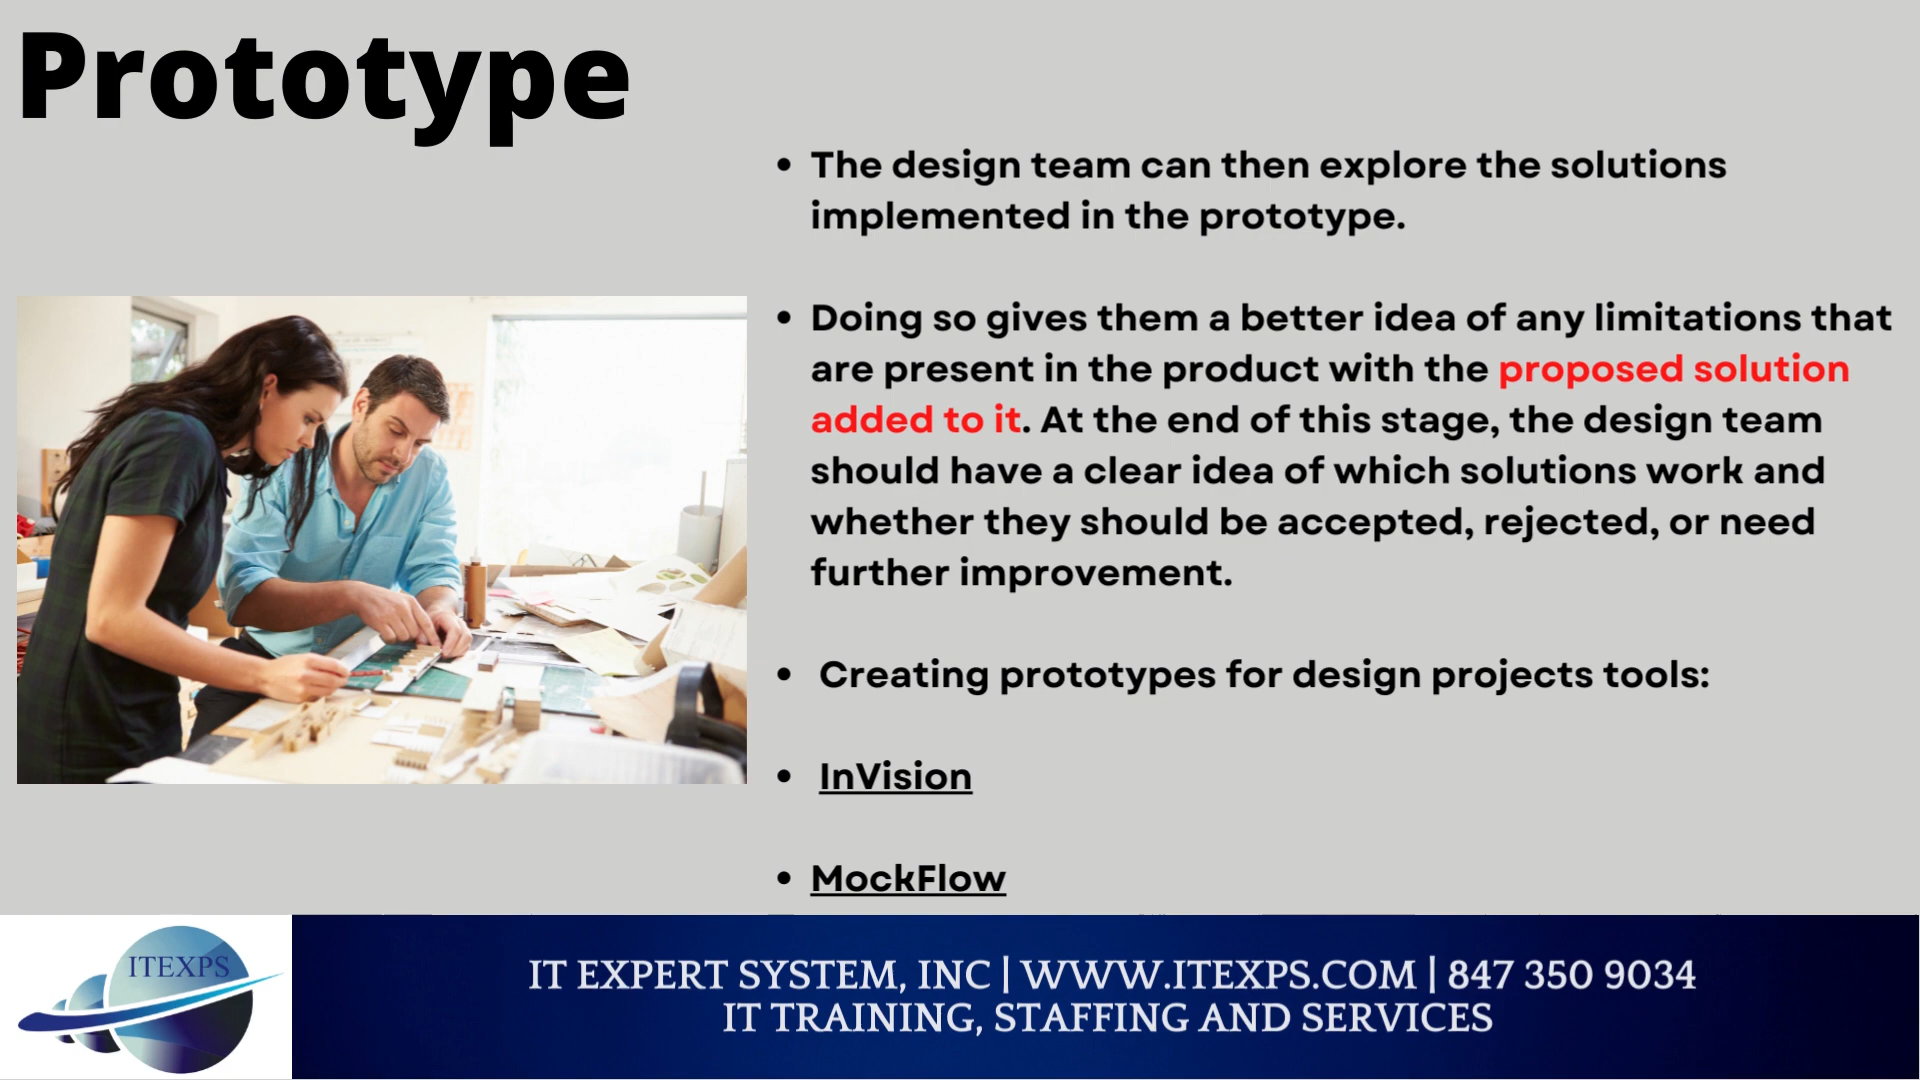 Prototype
• The design team can then explore the solutions
implemented in the prototype.
• Doing so gives them a better idea of any limitations that
are present in the product with the proposed solution
added to it. At the end of this stage, the design team
should have a clear idea of which solutions work and
whether they should be accepted, rejected, or need
further improvement.
• Creating prototypes for design projects tools:
• InVision
• MockFlow
ITEXPS
IT EXPERT SYSTEM, INC | WWW.ITEXPS.COM | 847 350 9034
IT TRAINING, STAFFING AND SERVICES